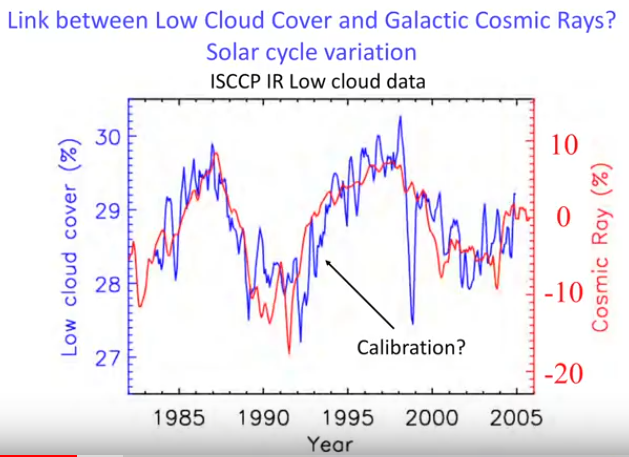 Link between Low Cloud Cover and Galactic Cosmic Rays?
Solar cycle variation
ISCCP IR Low cloud data
Low cloud cover (%)
30
29
28
27
10
0
-10
-20
Cosmic Ray (%)
Calibration?
1985 1990 1995 2000 2005
Year